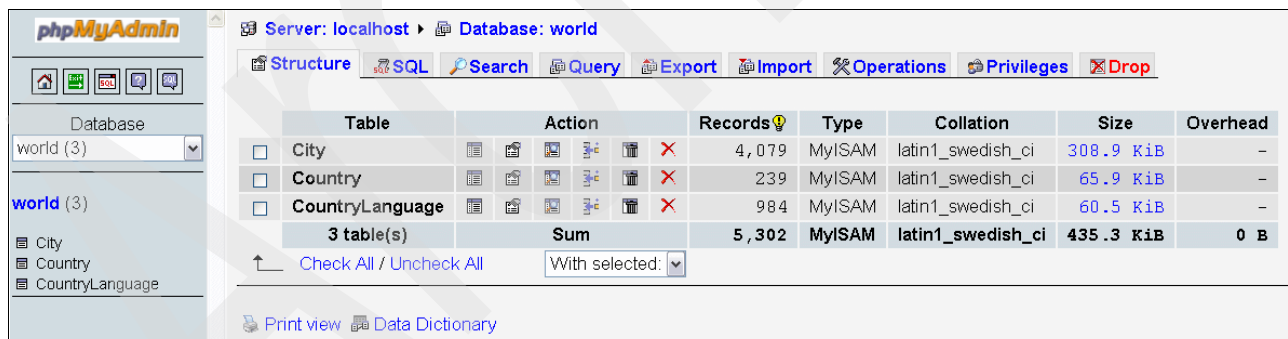 phpMyAdmin
Database
world (3)
world (3)
City
Country
CountryLanguage
Server: localhost Database: world
Structure SQL Search Query Export Import Operations Privileges Drop
Table Action Records Type Collation Size Overhead
City 4,079 MyISAM latin1_swedish_ci 308.9 KiB -
Country 239 MyISAM latin1_swedish_ci 65.9 KiB -
CountryLanguage 984 MyISAM latin1_swedish_ci 60.5 KiB -
3 table(s) Sum 5,302 MyISAM latin1_swedish_ci 435.3 KiB 0 B
Check All / Uncheck All With selected:
Print view Data Dictionary